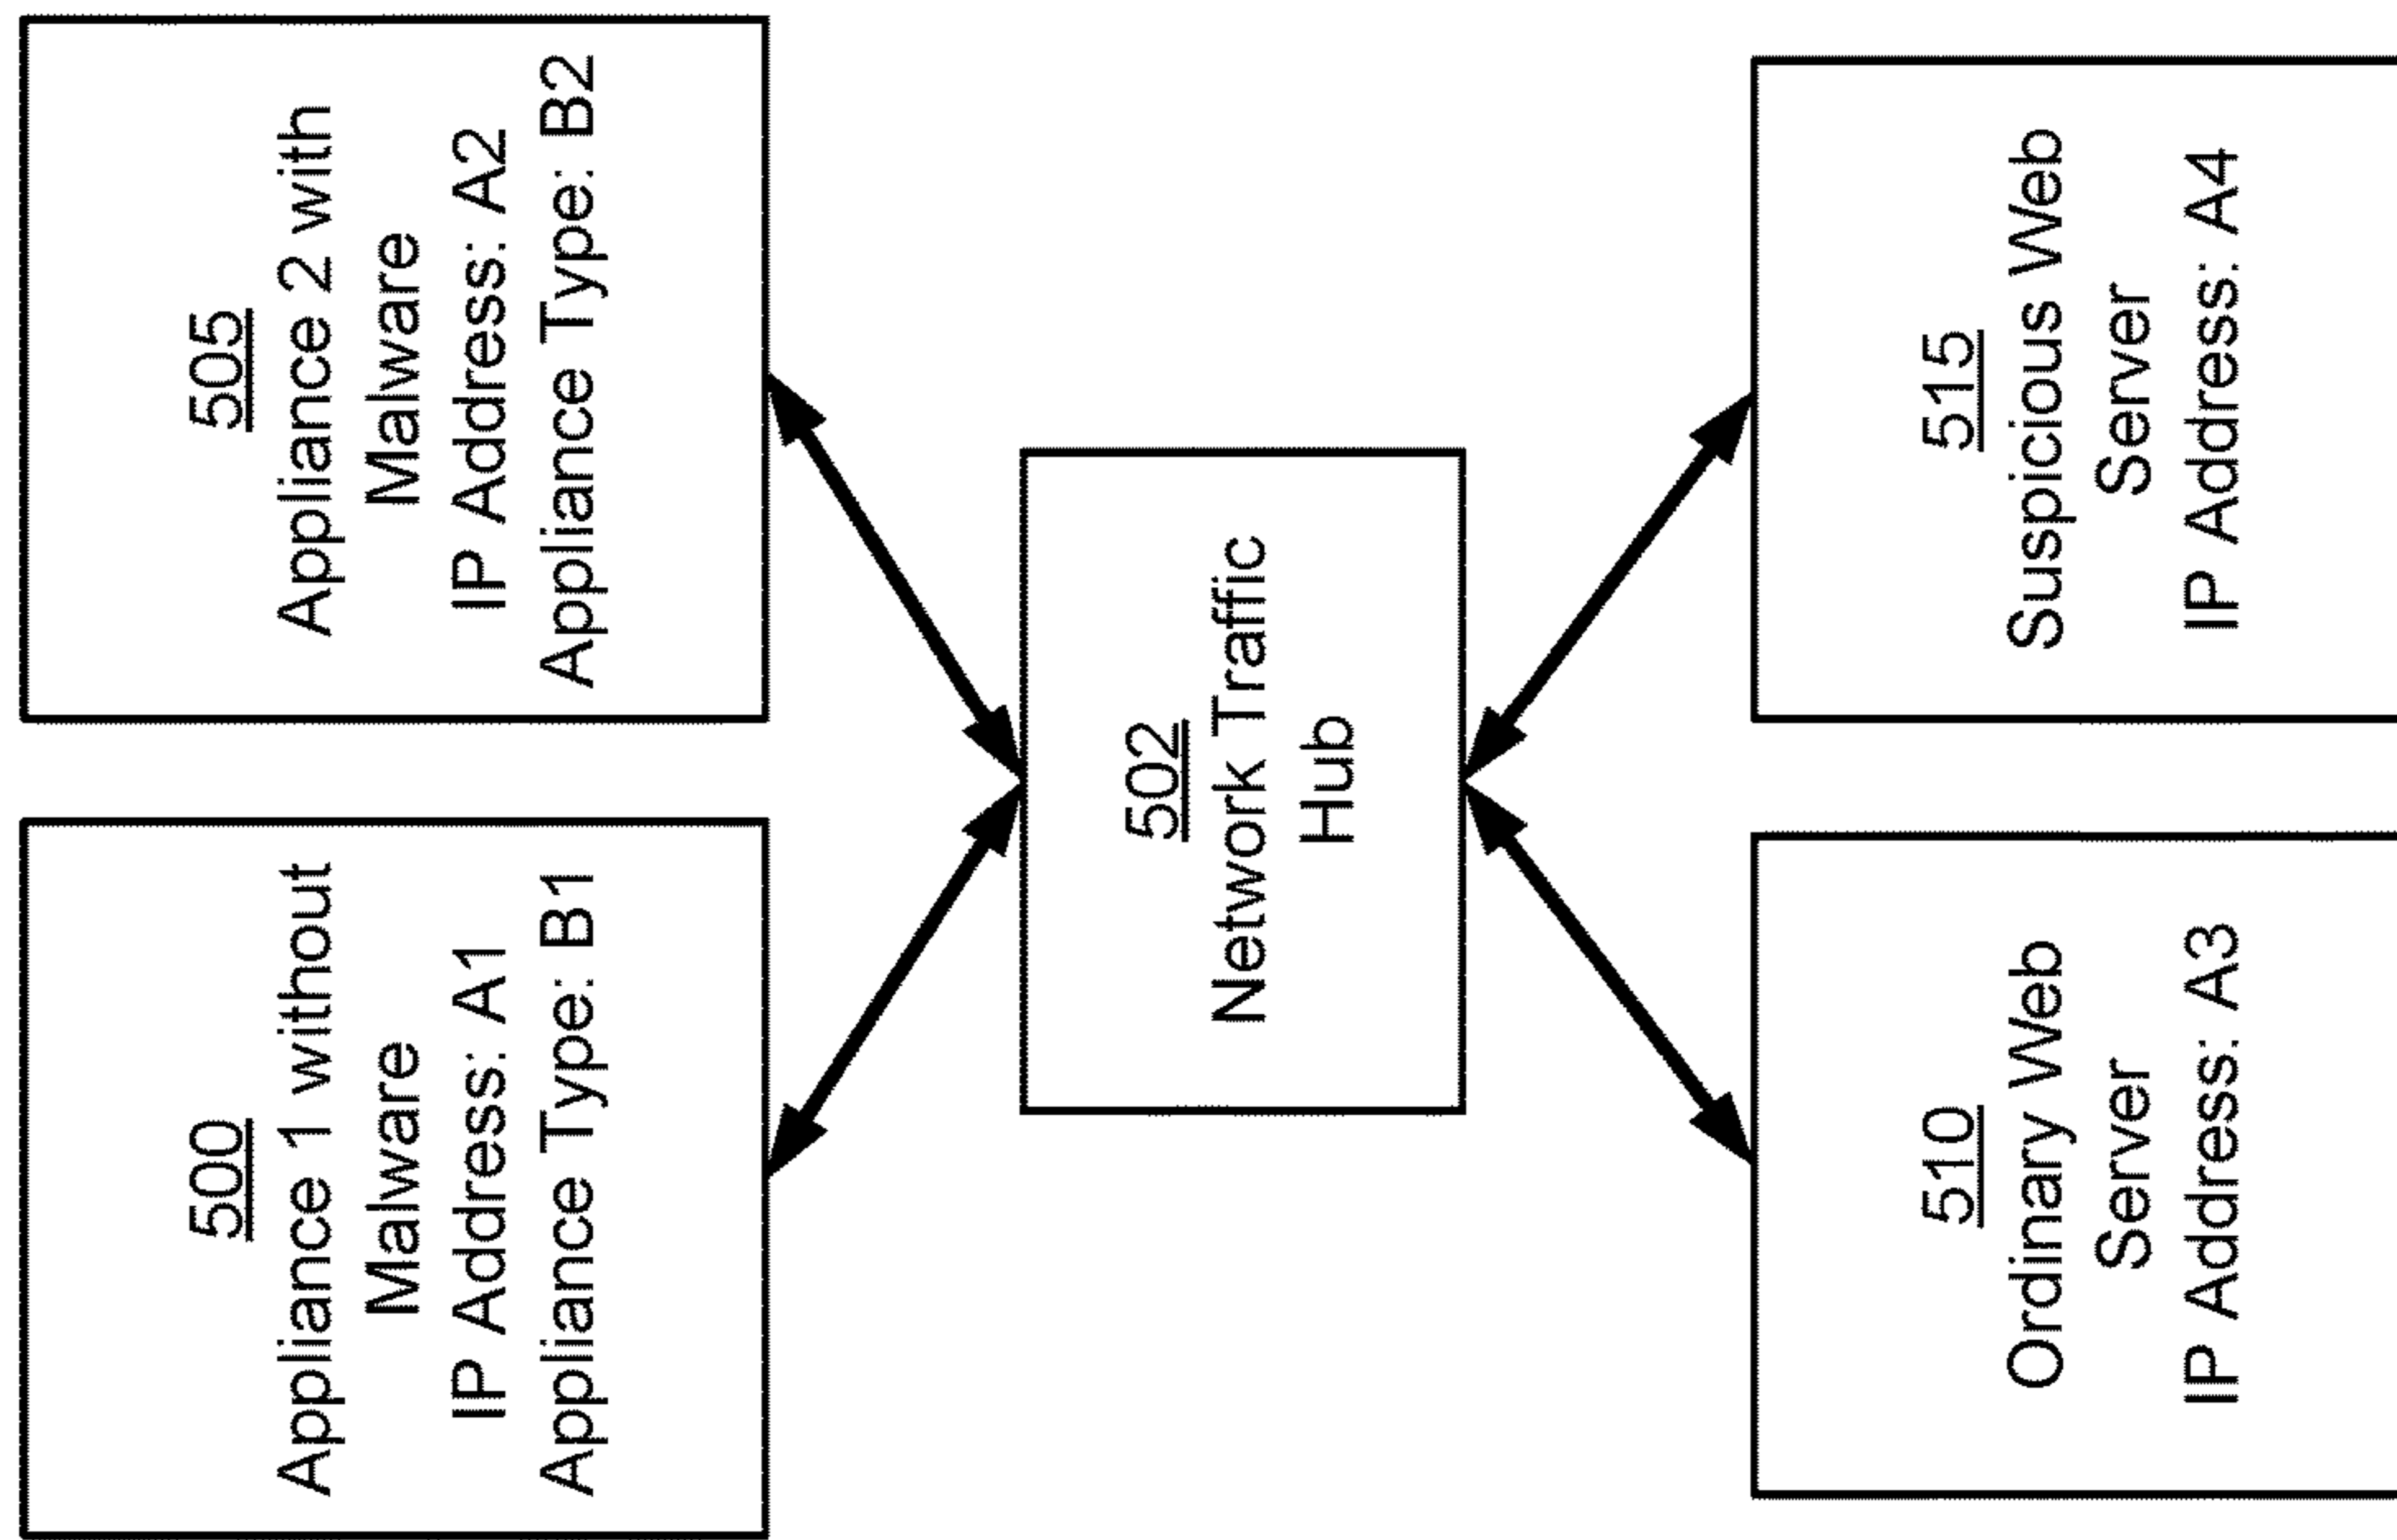 500
Appliance 1 without
Malware
IP Address: A1
Appliance Type: B1
505
Appliance 2 with
Malware
IP Address: A2
Appliance Type: B2
502
Network Traffic
Hub
510
Ordinary Web
Server
IP Address: A3
515
Suspicious Web
Server
IP Address: A4